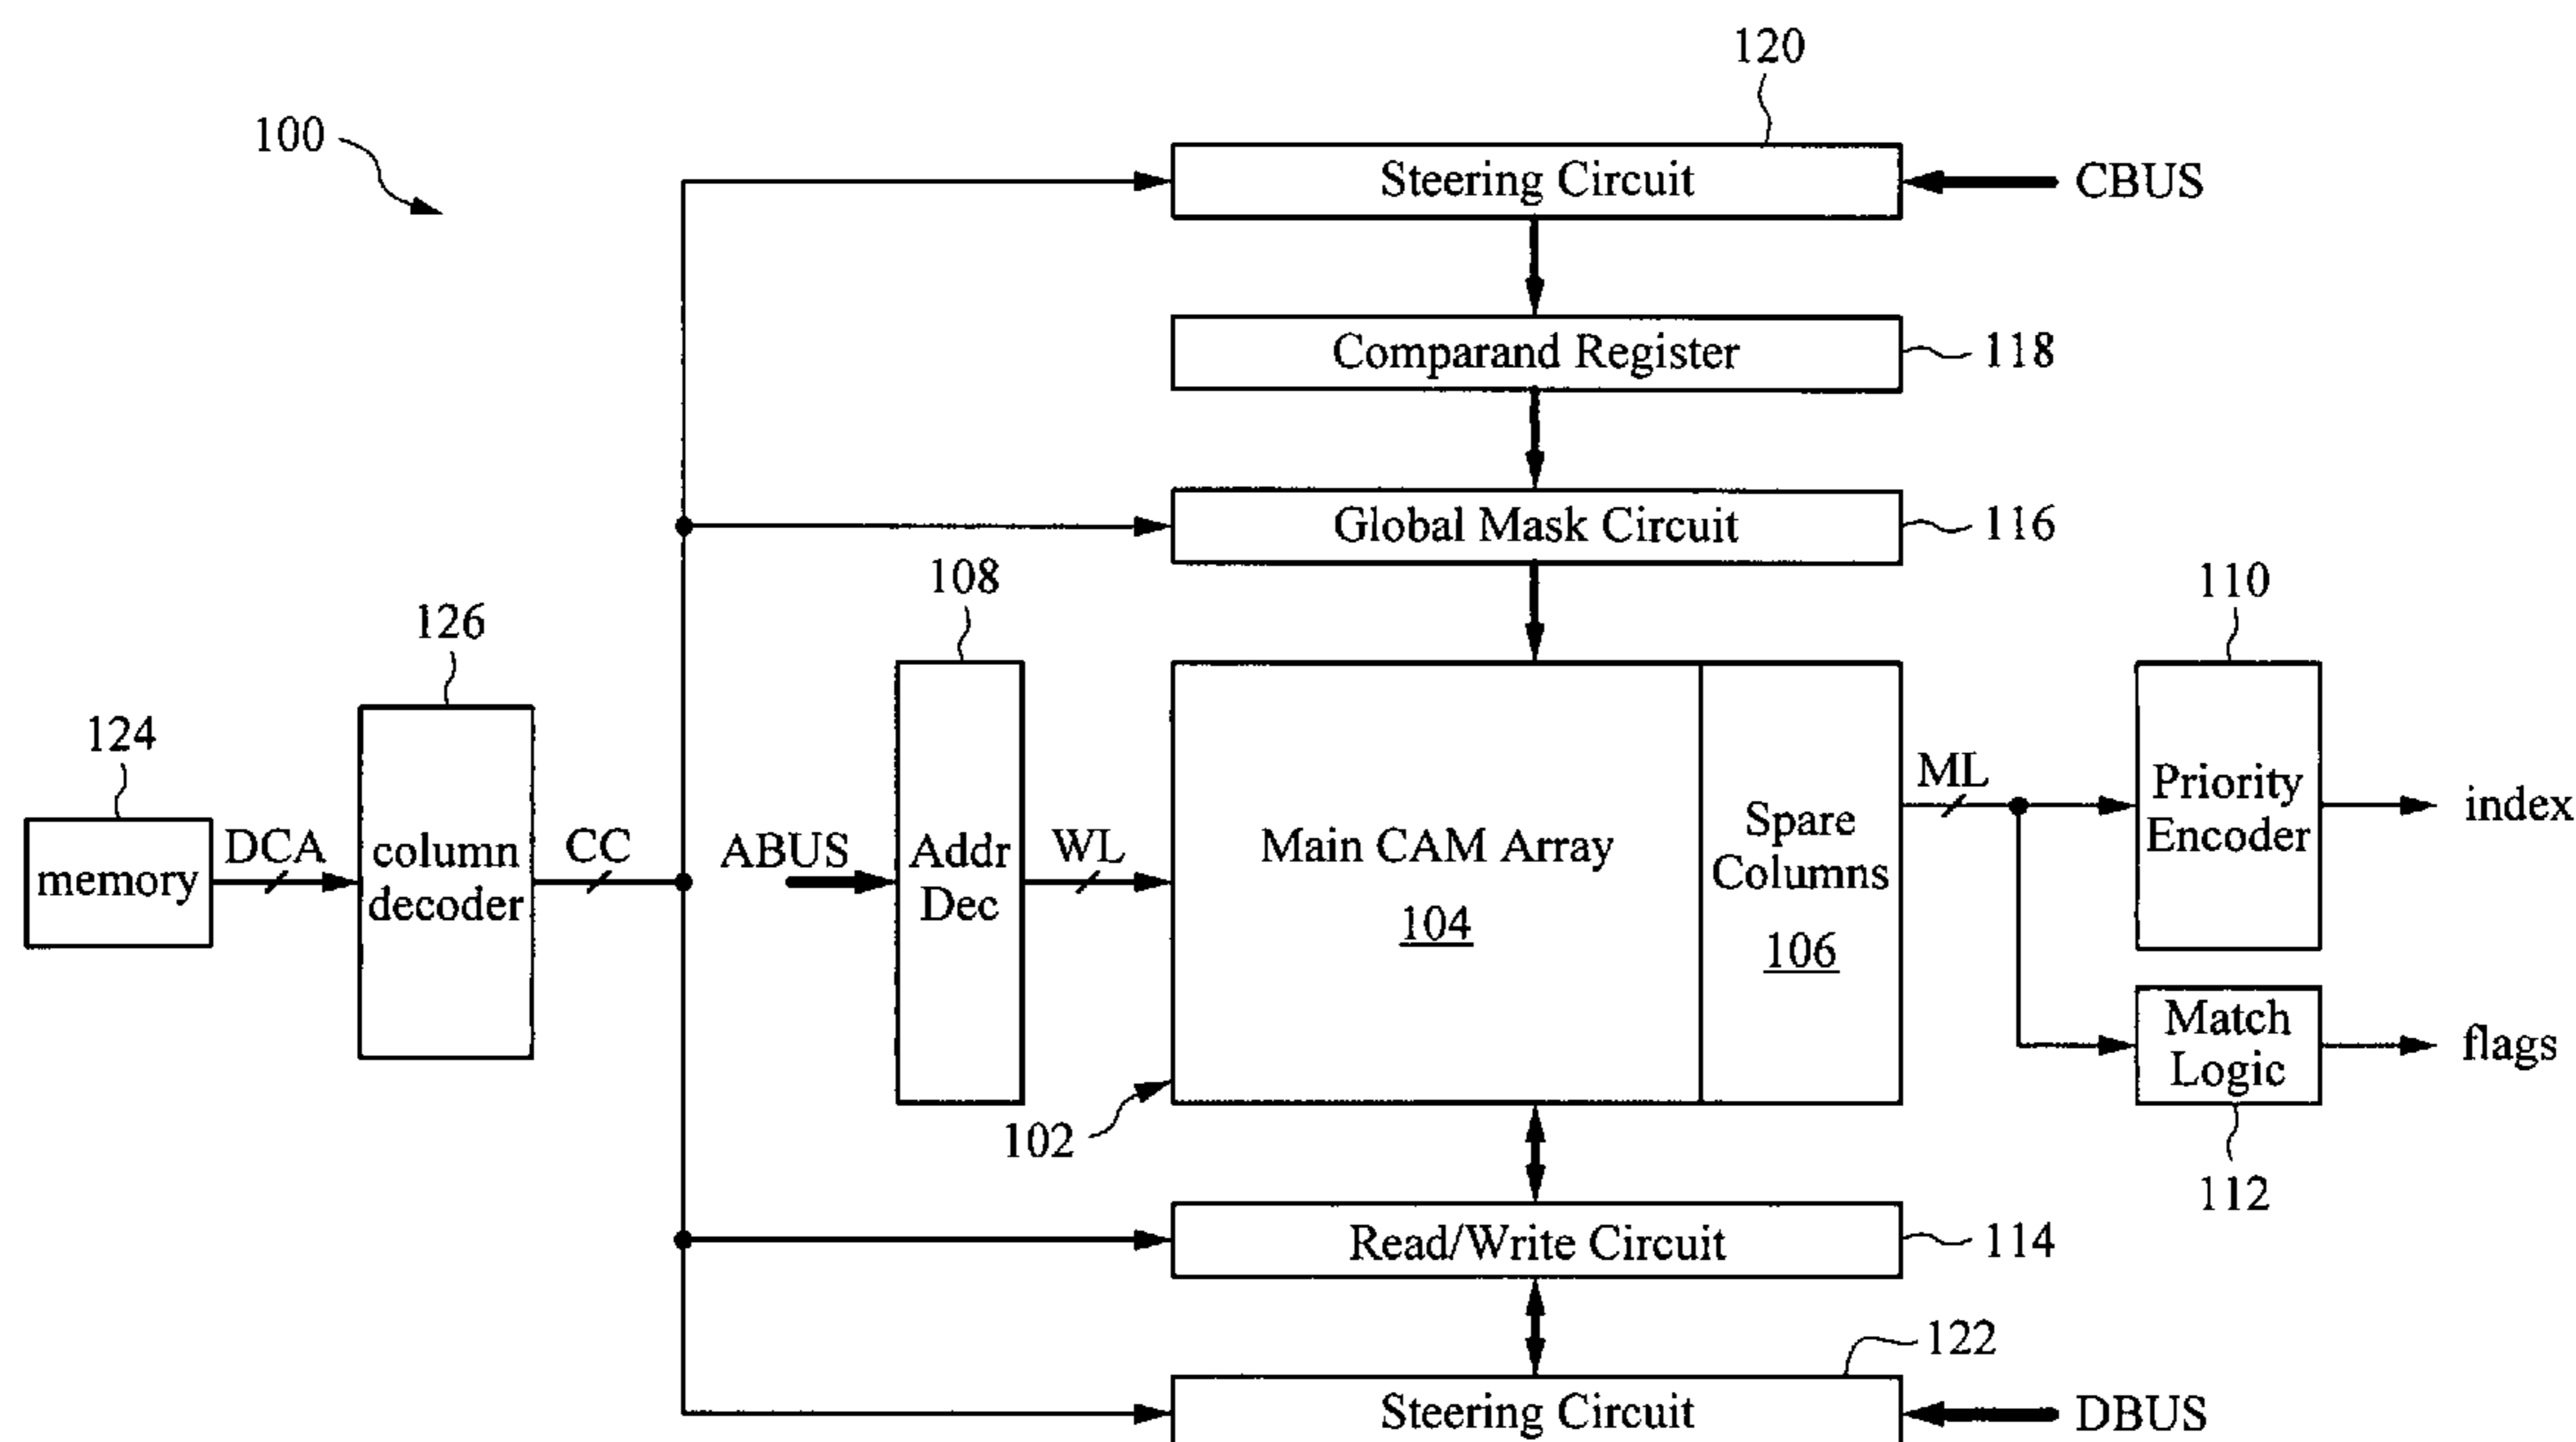 120
100
Steering Circuit
CBUS
Comparand Register
118
Global Mask Circuit
116
108
110
126
124
memory
DCA
column
decoder
CC
ABUS
Addr
Dec
WL
Main CAM Array
104
Spare
Columns
106
ML
Priority
Encoder
index
Match
Logic
flags
102
112
Read/Write Circuit
114
122
Steering Circuit
DBUS